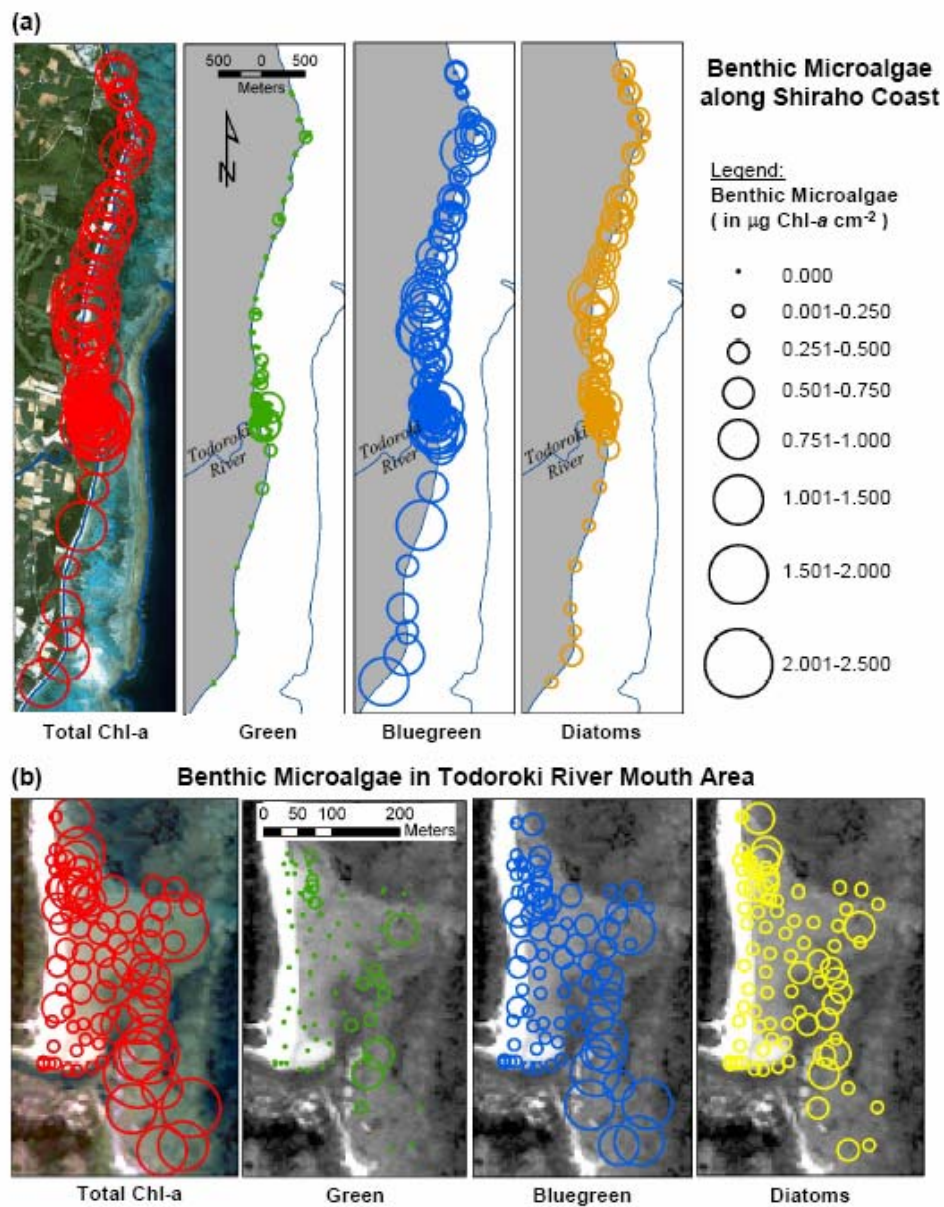 (a)
500 0 500
Meters
N
Todoroki
River
Todoroki
River
Todoroki
River
Total Chl-a
Green
Bluegreen
Diatoms
Benthic Microalgae
along Shiraho Coast
Legend:
Benthic Microalgae
( in µg Chl-a cm-2 )
0.000
0.001-0.250
0.251-0.500
0.501-0.750
0.751-1.000
1.001-1.500
1.501-2.000
2.001-2.500
(b)
Benthic Microalgae in Todoroki River Mouth Area
0 40 80 200
Meters
Total Chl-a
Green
Bluegreen
Diatoms